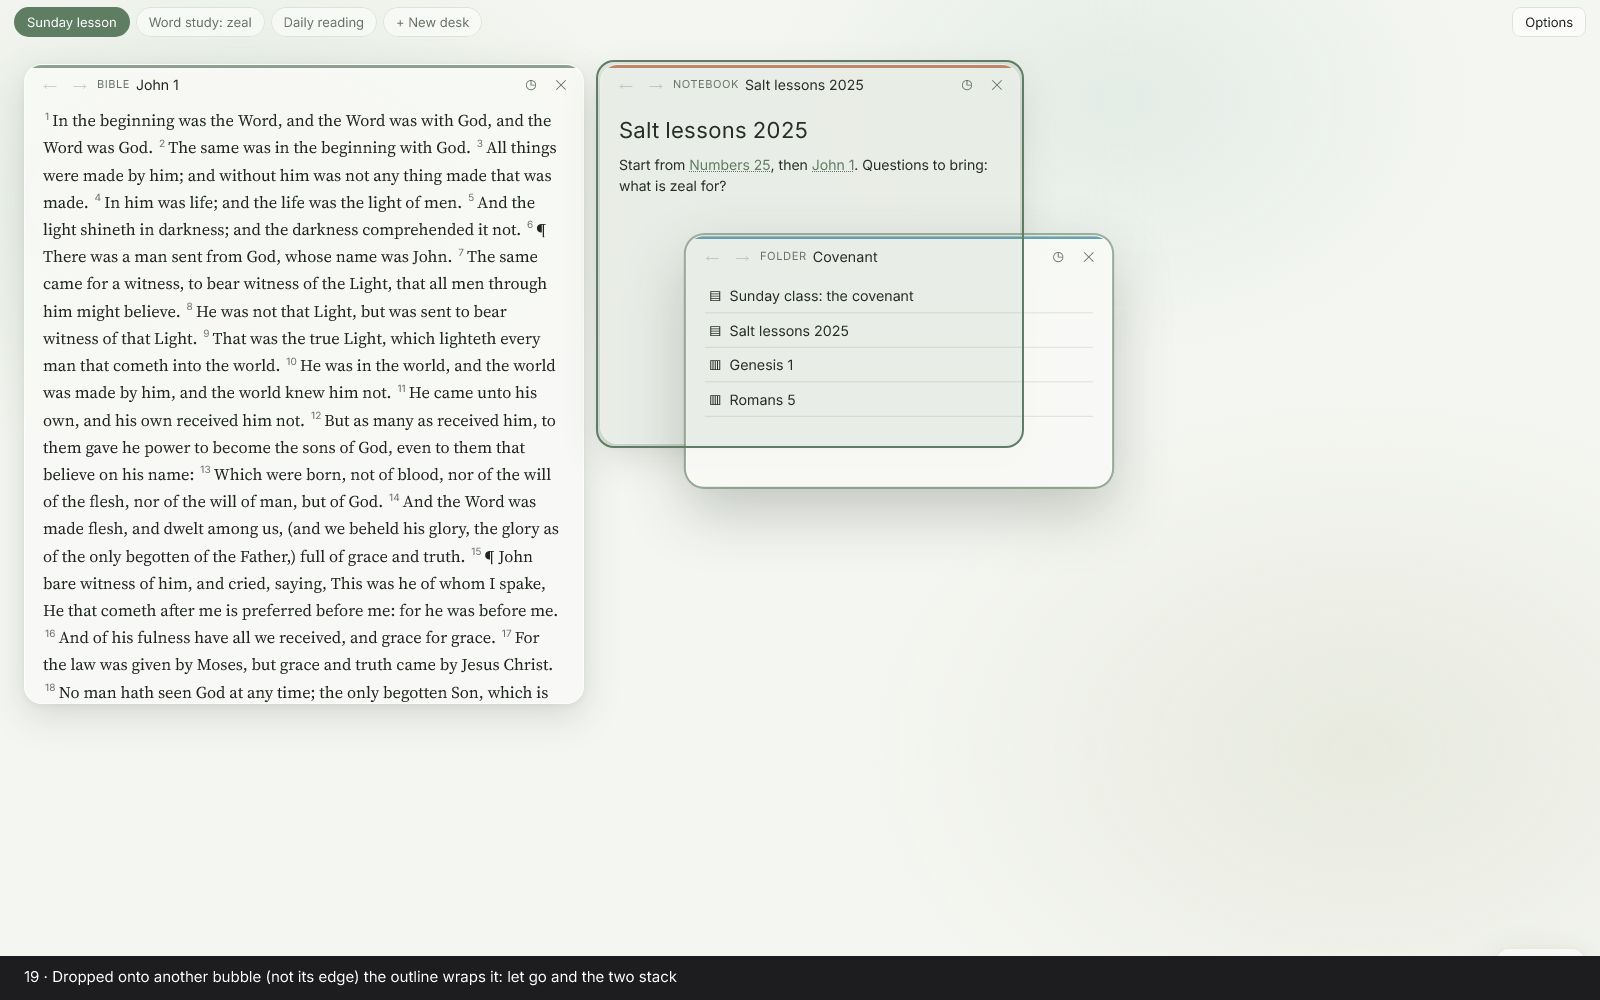 Sunday lesson
Word study: zeal
Daily reading
+ New desk
Options
← → BIBLE John 1
1 In the beginning was the Word, and the Word was with God, and the
Word was God. 2 The same was in the beginning with God. 3 All things
were made by him; and without him was not any thing made that was
made. 4 In him was life; and the life was the light of men. 5 And the
light shineth in darkness; and the darkness comprehended it not. 6 ¶
There was a man sent from God, whose name was John. 7 The same
came for a witness, to bear witness of the Light, that all men through
him might believe. 8 He was not that Light, but was sent to bear
witness of that Light. 9 That was the true Light, which lighteth every
man that cometh into the world. 10 He was in the world, and the world
was made by him, and the world knew him not. 11 He came unto his
own, and his own received him not. 12 But as many as received him, to
them gave he power to become the sons of God, even to them that
believe on his name: 13 Which were born, not of blood, nor of the will
of the flesh, nor of the will of man, but of God. 14 And the Word was
made flesh, and dwelt among us, (and we beheld his glory, the glory as
of the only begotten of the Father,) full of grace and truth. 15 ¶ John
bare witness of him, and cried, saying, This was he of whom I spake,
He that cometh after me is preferred before me: for he was before me.
16 And of his fulness have all we received, and grace for grace. 17 For
the law was given by Moses, but grace and truth came by Jesus Christ.
18 No man hath seen God at any time; the only begotten Son, which is
← → NOTEBOOK Salt lessons 2025
Salt lessons 2025
Start from Numbers 25, then John 1. Questions to bring:
what is zeal for?
← → FOLDER Covenant
Sunday class: the covenant
Salt lessons 2025
Genesis 1
Romans 5
19 · Dropped onto another bubble (not its edge) the outline wraps it: let go and the two stack